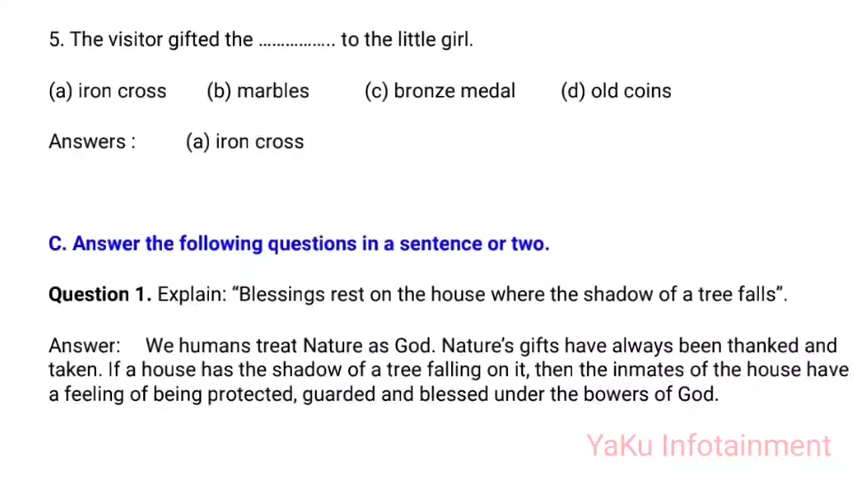 5. The visitor gifted the ................ to the little girl.
(a) iron cross (b) marbles (c) bronze medal (d) old coins
Answers : (a) iron cross
C. Answer the following questions in a sentence or two.
Question 1. Explain: “Blessings rest on the house where the shadow of a tree falls”.
Answer: We humans treat Nature as God. Nature’s gifts have always been thanked and
taken. If a house has the shadow of a tree falling on it, then the inmates of the house have
a feeling of being protected, guarded and blessed under the bowers of God.
YaKu Infotainment